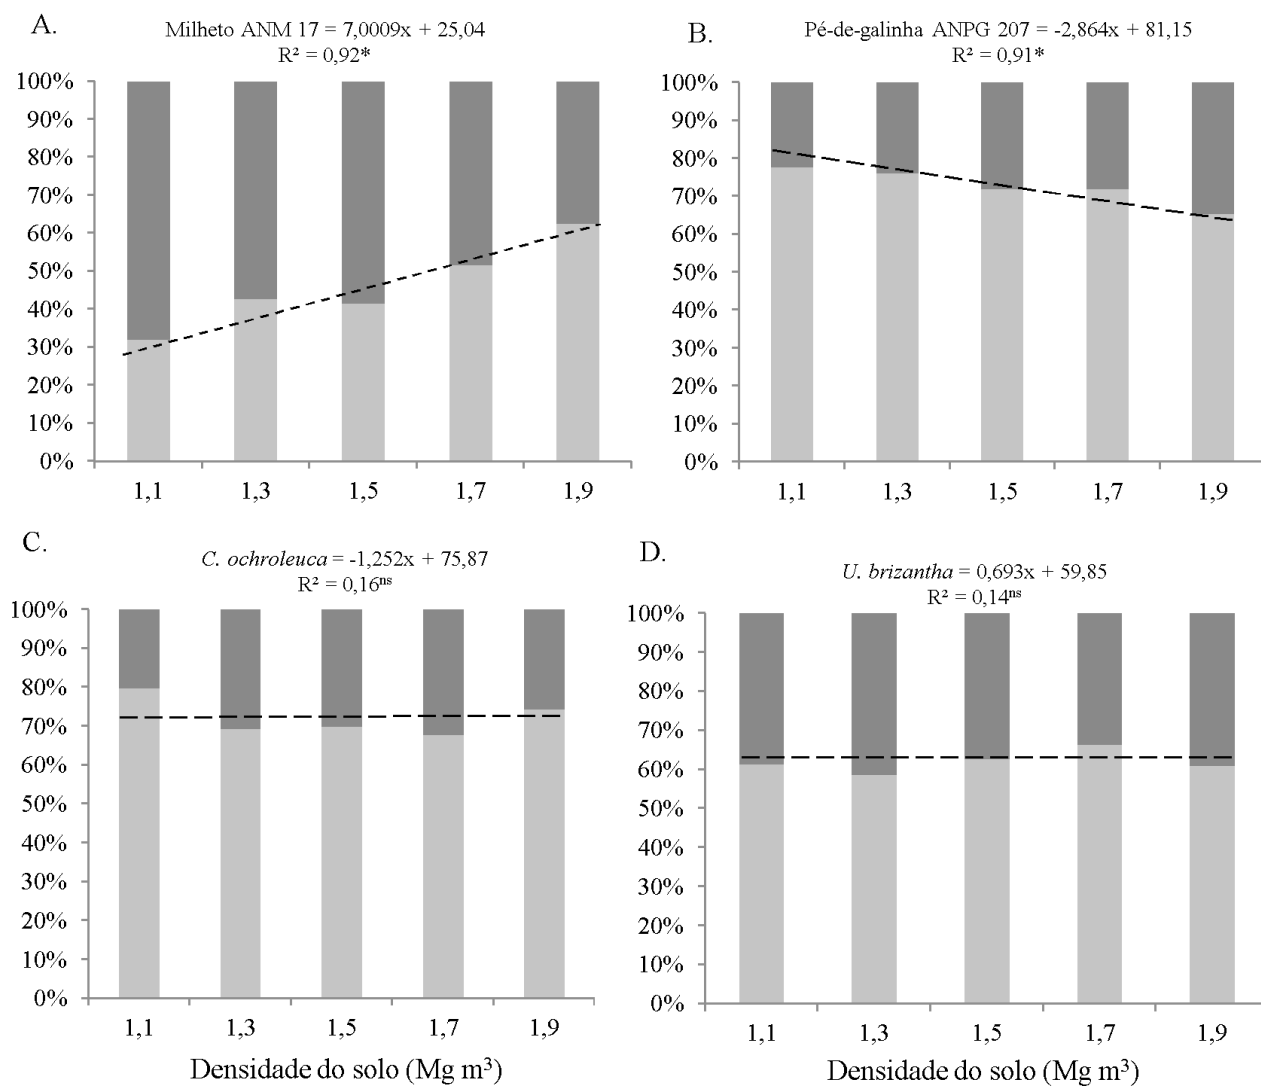 A.
Milheto ANM 17 = 7,0009x + 25,04
R² = 0,92*
100%
90%
80%
70%
60%
50%
40%
30%
20%
10%
0%
1,1 1,3 1,5 1,7 1,9
B.
Pé-de-galinha ANPG 207 = -2,864x + 81,15
R² = 0,91*
100%
90%
80%
70%
60%
50%
40%
30%
20%
10%
0%
1,1 1,3 1,5 1,7 1,9
C.
C. ochroleuca = -1,252x + 75,87
R² = 0,16ⁿˢ
100%
90%
80%
70%
60%
50%
40%
30%
20%
10%
0%
1,1 1,3 1,5 1,7 1,9
Densidade do solo (Mg m³)
D.
U. brizantha = 0,693x + 59,85
R² = 0,14ⁿˢ
100%
90%
80%
70%
60%
50%
40%
30%
20%
10%
0%
1,1 1,3 1,5 1,7 1,9
Densidade do solo (Mg m³)